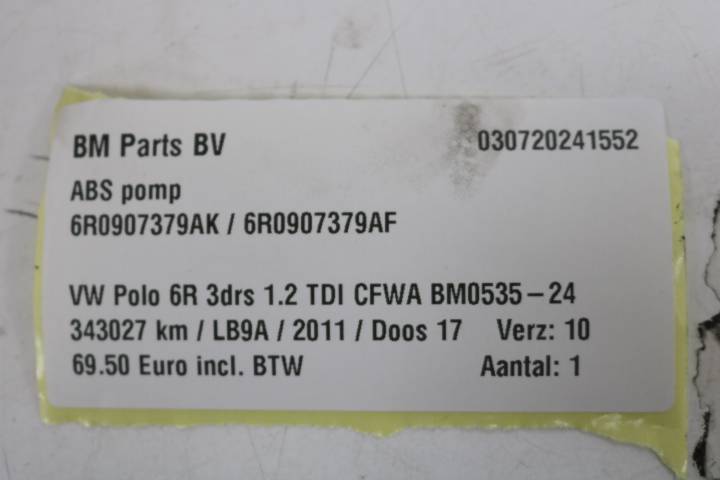 BM Parts BV 030720241552
ABS pomp
6R0907379AK / 6R0907379AF
VW Polo 6R 3drs 1.2 TDI CFWA BM0535-24
343027 km / LB9A / 2011 / Doos 17 Verz: 10
69.50 Euro incl. BTW Aantal: 1